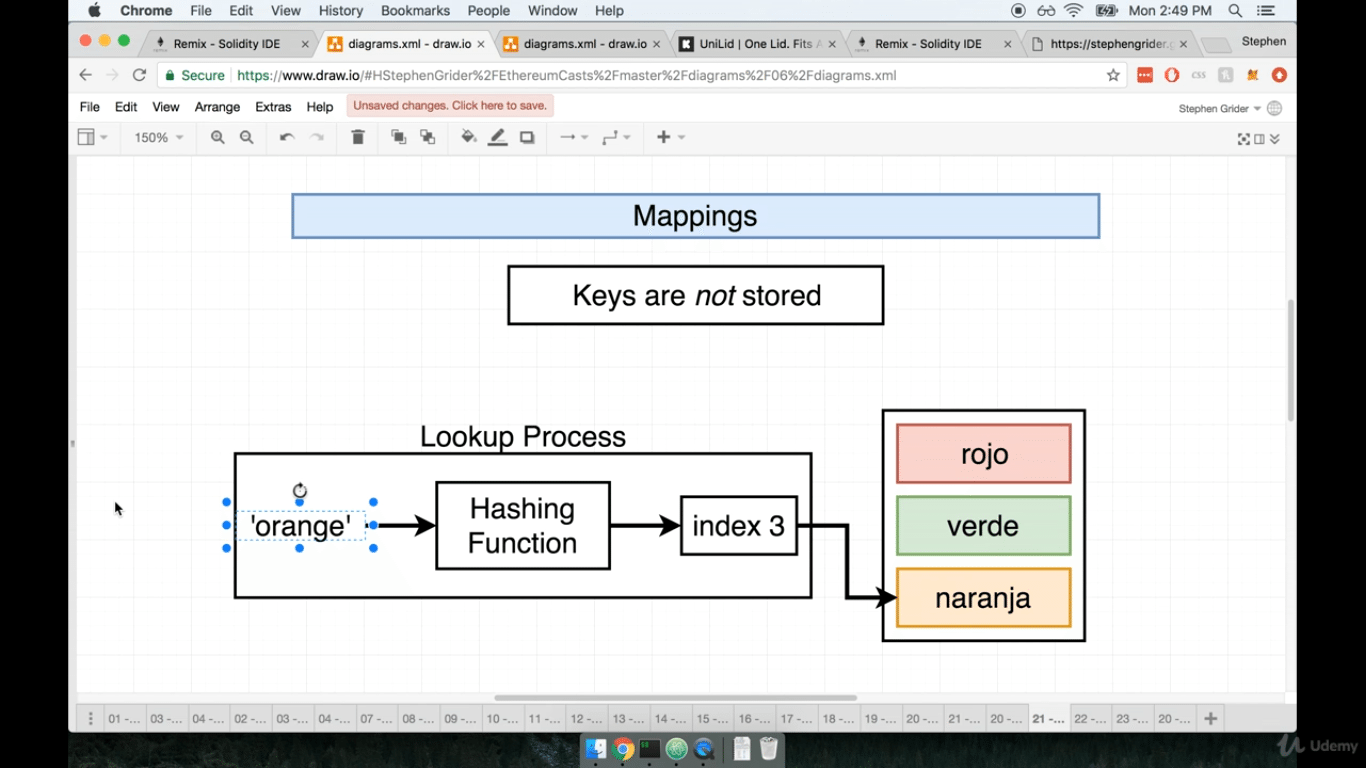 Chrome File Edit View History Bookmarks People Window Help Mon 2:49 PM
Remix - Solidity IDE diagrams.xml - draw.io diagrams.xml - draw.io UniLid | One Lid. Fits A Remix - Solidity IDE https://stephengrider.g Stephen
Secure https://www.draw.io/#HStephenGrider%2FEthereumCasts%2Fmaster%2Fdiagrams%2F06%2Fdiagrams.xml
File Edit View Arrange Extras Help Unsaved changes. Click here to save. Stephen Grider
150%
Mappings
Keys are not stored
Lookup Process
'orange'
Hashing
Function
index 3
rojo
verde
naranja
01 -... 03 -... 04 -... 02 -... 03 -... 04 -... 07 -... 08 -... 09 -... 10 -... 11 -... 12 -... 13 -... 14 -... 15 -... 16 -... 17 -... 18 -... 19 -... 20 -... 21 -... 20 -... 21 -... 22 -... 23 -... 20 -...
Udemy